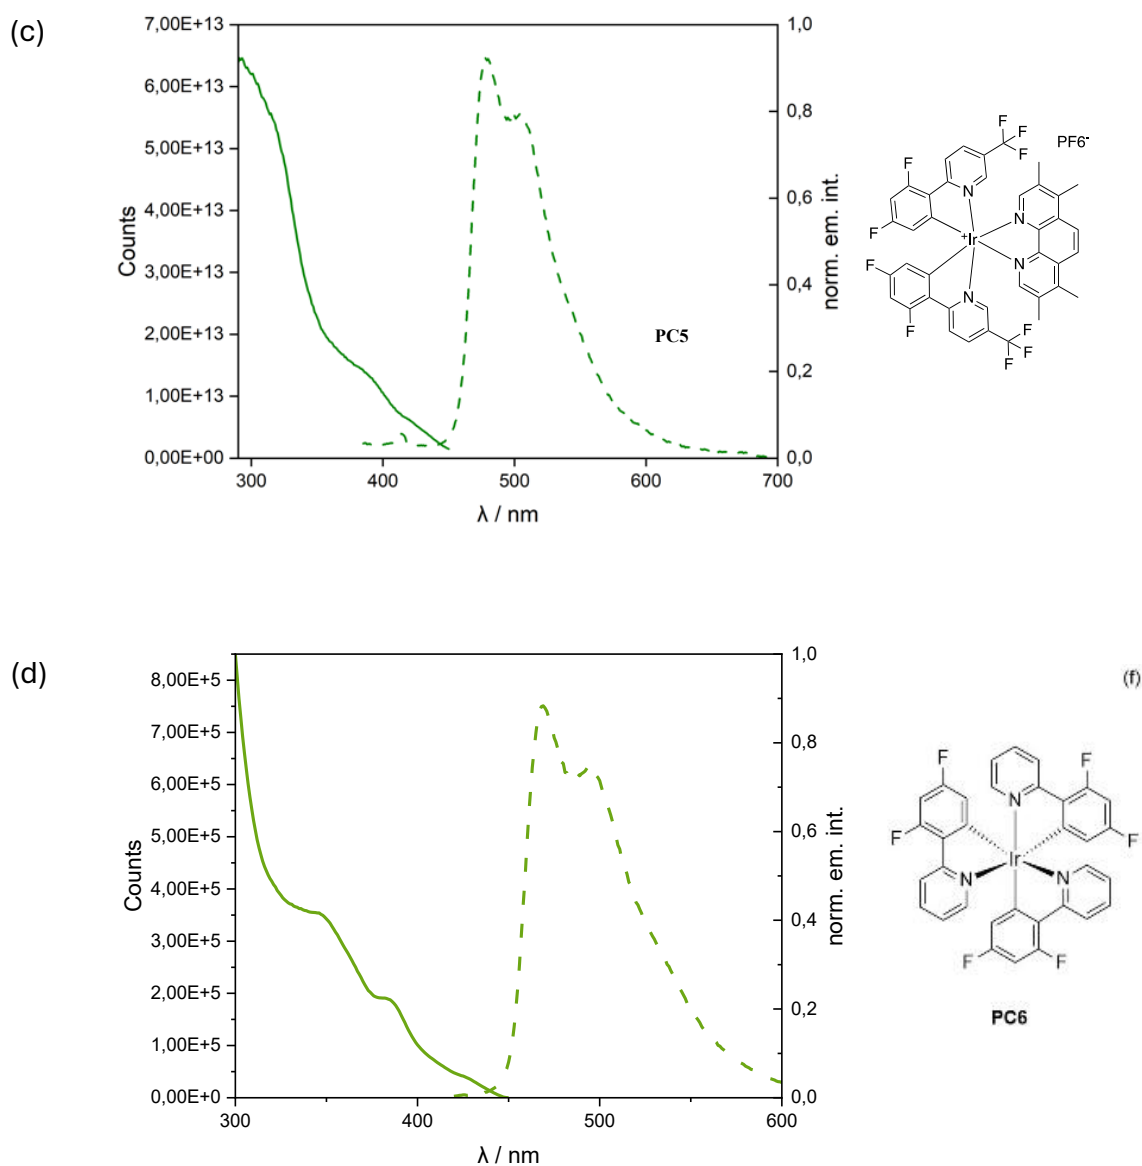 (c)
7,00E+13
6,00E+13
5,00E+13
4,00E+13
3,00E+13
2,00E+13
1,00E+13
0,00E+00
Counts
1,0
0,8
0,6
0,4
0,2
0,0
norm. em. int.
300 400 500 600 700
λ / nm
PC5
F
F
F
F
F
N
N
+Ir
N
N
F
F
F
F
F
PF6-
(d)
8,00E+5
7,00E+5
6,00E+5
5,00E+5
4,00E+5
3,00E+5
2,00E+5
1,00E+5
0,00E+0
Counts
1,0
0,8
0,6
0,4
0,2
0,0
norm. em. int.
300 400 500 600
λ / nm
(f)
F
F
F
F
N
Ir
N
N
F
F
PC6